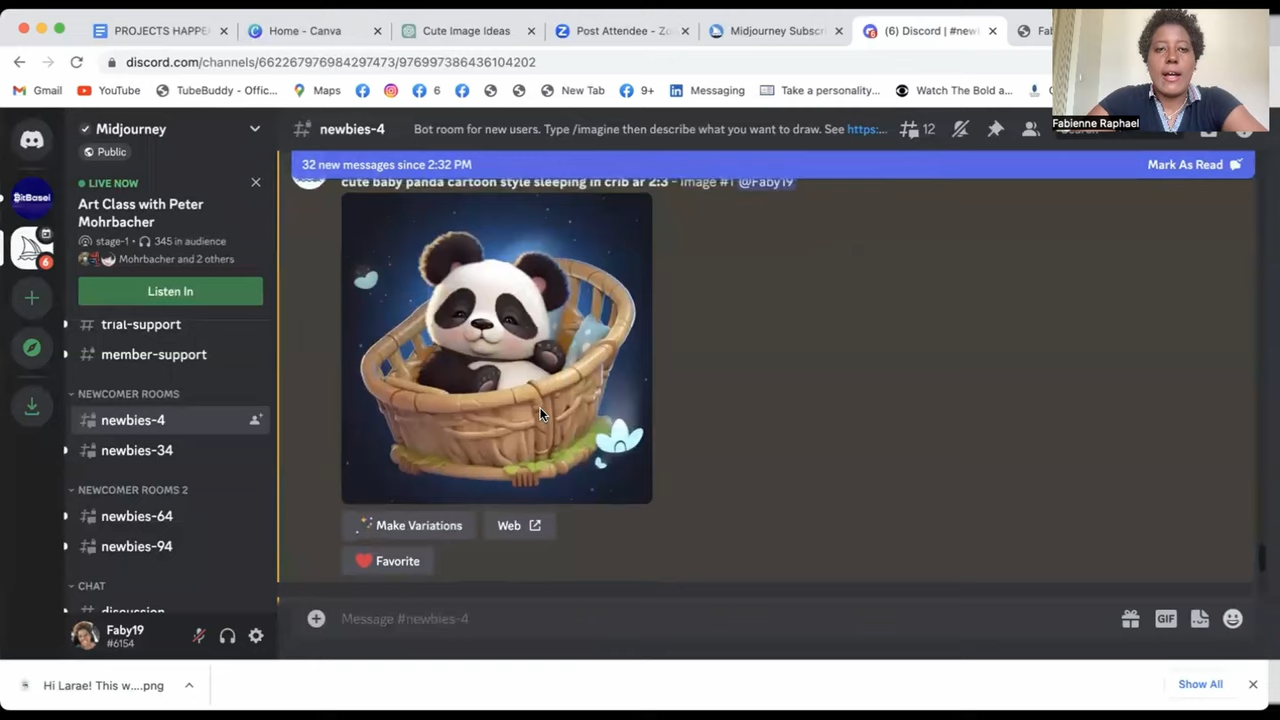 PROJECTS HAPPE
Home - Canva
Cute Image Ideas
Post Attendee - Zo
Midjourney Subscri
(6) Discord | #new
Fab
discord.com/channels/662267976984297473/976997386436104202
Gmail
YouTube
TubeBuddy - Offic...
Maps
6
New Tab
9+
Messaging
Take a personality...
Watch The Bold a...
Fabienne Raphael
Midjourney
Public
newbies-4
Bot room for new users. Type /imagine then describe what you want to draw. See https:...
12
32 new messages since 2:32 PM
Mark As Read
LIVE NOW
Art Class with Peter
Mohrbacher
stage-1 • 345 in audience
Mohrbacher and 2 others
Listen In
BitBasel
6
trial-support
member-support
NEWCOMER ROOMS
newbies-4
newbies-34
NEWCOMER ROOMS 2
newbies-64
newbies-94
CHAT
discussion
Faby19
#6154
cute baby panda cartoon style sleeping in crib ar 2:3 - Image #1 @Faby19
Make Variations
Web
Favorite
Message #newbies-4
GIF
Hi Larae! This w....png
Show All